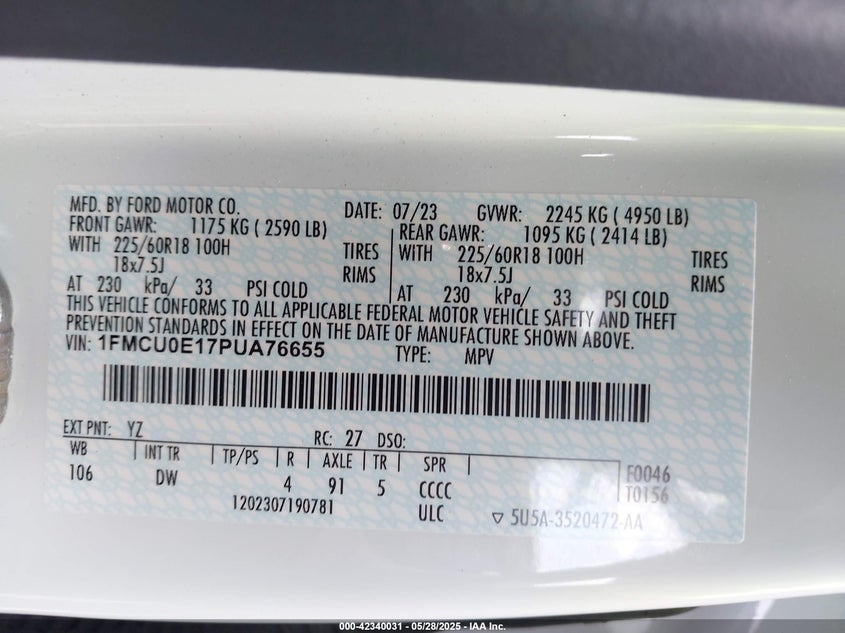 MFD. BY FORD MOTOR CO. DATE: 07/23 GVWR: 2245 KG ( 4950 LB)
FRONT GAWR: 1175 KG ( 2590 LB) REAR GAWR: 1095 KG ( 2414 LB)
WITH 225/60R18 100H TIRES WITH 225/60R18 100H TIRES
18x7.5J RIMS 18x7.5J RIMS
AT 230 kPa/ 33 PSI COLD AT 230 kPa/ 33 PSI COLD
THIS VEHICLE CONFORMS TO ALL APPLICABLE FEDERAL MOTOR VEHICLE SAFETY AND THEFT
PREVENTION STANDARDS IN EFFECT ON THE DATE OF MANUFACTURE SHOWN ABOVE.
VIN: 1FMCU0E17PUA76655 TYPE: MPV
EXT PNT: YZ RC: 27 DSO:
WB INT TR TP/PS R AXLE TR SPR F0046
106 DW 4 91 5 CCCC T0156
1202307190781 ULC ▽ 5U5A-3520472-AA
000-42340031 - 05/28/2025 - IAA Inc.